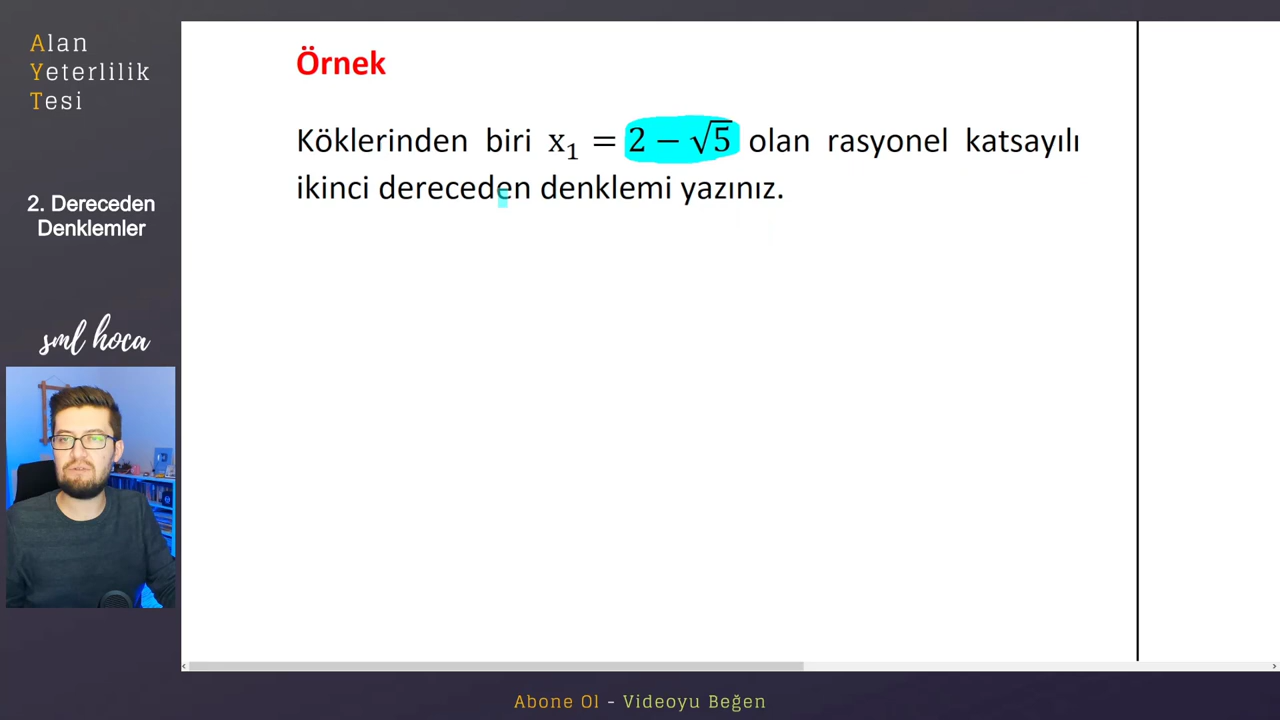 Alan
Yeterlilik
Tesi
2. Dereceden
Denklemler
sml hoca
Örnek
Köklerinden biri x₁ = 2 − √5 olan rasyonel katsayılı
ikinci dereceden denklemi yazınız.
Abone Ol - Videoyu Beğen